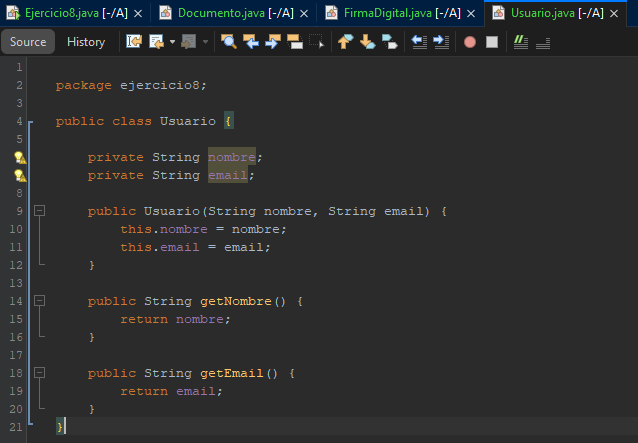 Ejercicio8.java [-/A] Documento.java [-/A] FirmaDigital.java [-/A] Usuario.java [-/A]
Source History
1
2 package ejercicio8;
3
4 public class Usuario {
5
private String nombre;
private String email;
8
9 public Usuario(String nombre, String email) {
10 this.nombre = nombre;
11 this.email = email;
12 }
13
14 public String getNombre() {
15 return nombre;
16 }
17
18 public String getEmail() {
19 return email;
20 }
21 }